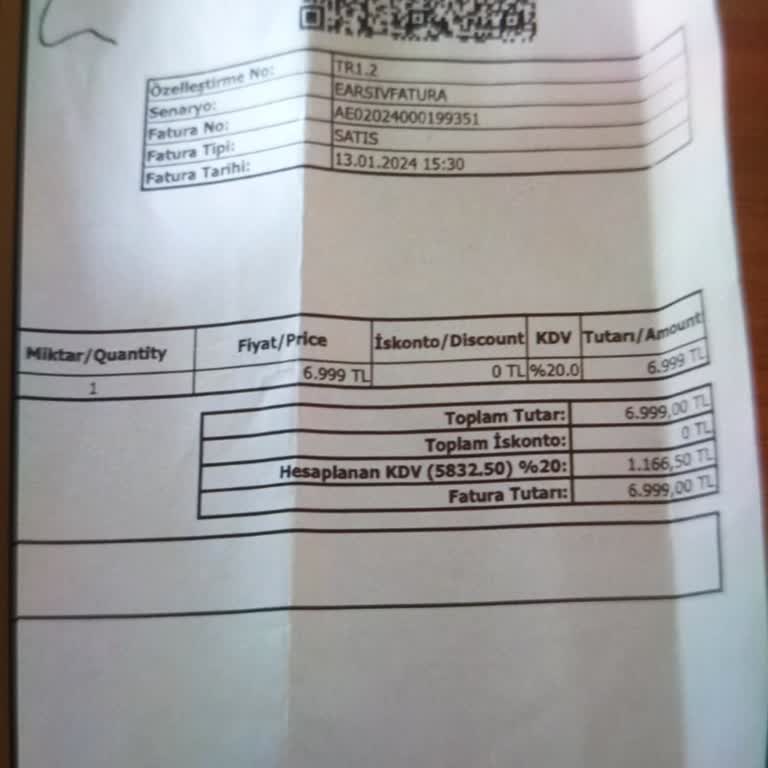 Özelleştirme No: TR1.2
Senaryo: EARSIVFATURA
Fatura No: AE02024000199351
Fatura Tipi: SATIS
Fatura Tarihi: 13.01.2024 15:30
Miktar/Quantity Fiyat/Price İskonto/Discount KDV Tutarı/Amount
1 6.999 TL 0 TL %20.0 6.999 TL
Toplam Tutar: 6.999,00 TL
Toplam İskonto: 0 TL
Hesaplanan KDV (5832.50) %20: 1.166,50 TL
Fatura Tutarı: 6.999,00 TL